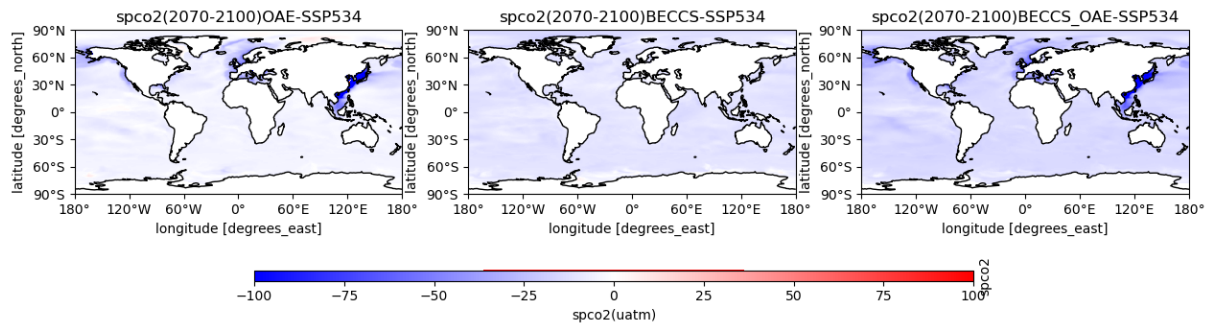 spco2(2070-2100)OAE-SSP534 spco2(2070-2100)BECCS-SSP534 spco2(2070-2100)BECCS_OAE-SSP534
90°N 90°N 90°N
60°N 60°N 60°N
30°N 30°N 30°N
0° 0° 0°
30°S 30°S 30°S
60°S 60°S 60°S
90°S 90°S 90°S
latitude [degrees_north] latitude [degrees_north] latitude [degrees_north]
180° 120°W 60°W 0° 60°E 120°E 180° 180° 120°W 60°W 0° 60°E 120°E 180° 180° 120°W 60°W 0° 60°E 120°E 180°
longitude [degrees_east] longitude [degrees_east] longitude [degrees_east]
spco2
−100 −75 −50 −25 0 25 50 75 100
spco2(uatm)